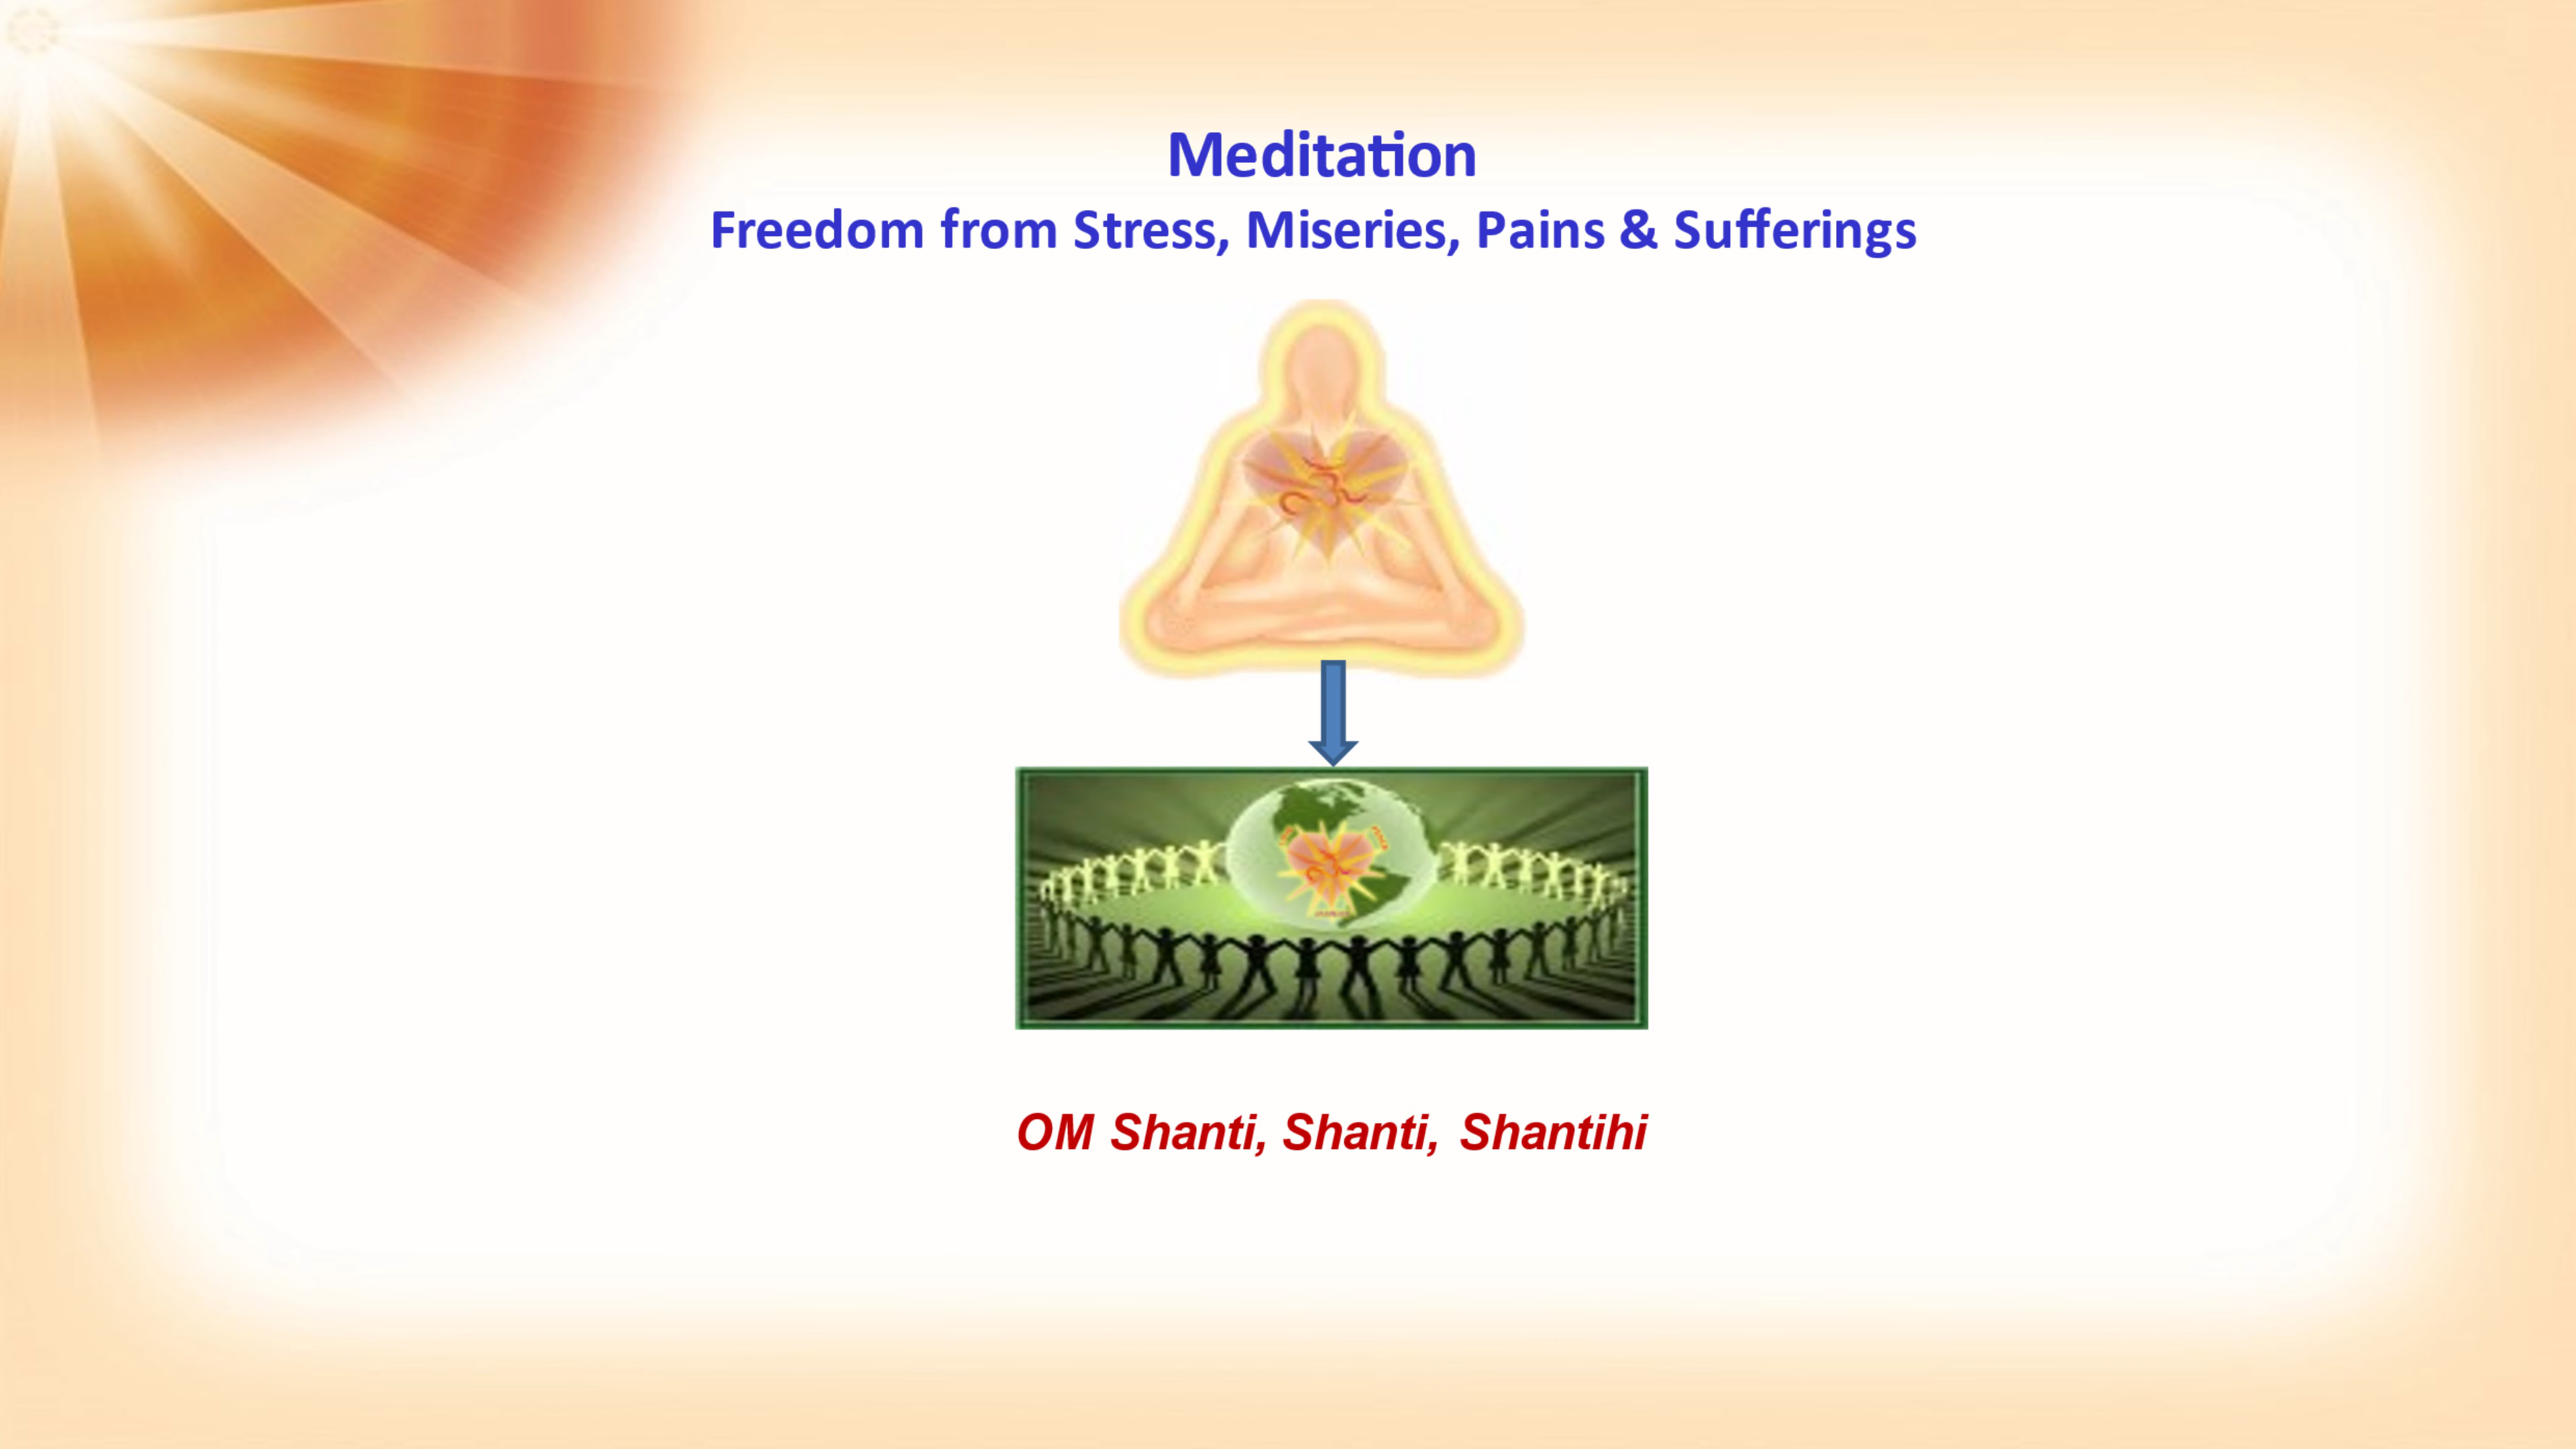 Meditation
Freedom from Stress, Miseries, Pains & Sufferings
OM Shanti, Shanti, Shantihi